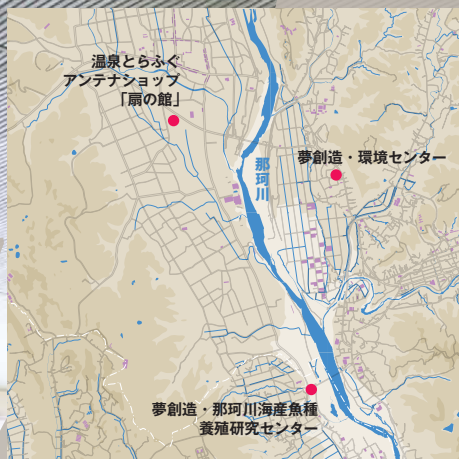 温泉とらふぐ
アンテナショップ
「扇の館」
夢創造・環境センター
那珂川
夢創造・那珂川海産魚種
養殖研究センター